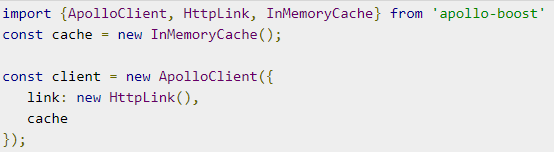 import {ApolloClient, HttpLink, InMemoryCache} from 'apollo-boost'
const cache = new InMemoryCache();

const client = new ApolloClient({
   link: new HttpLink(),
   cache
});